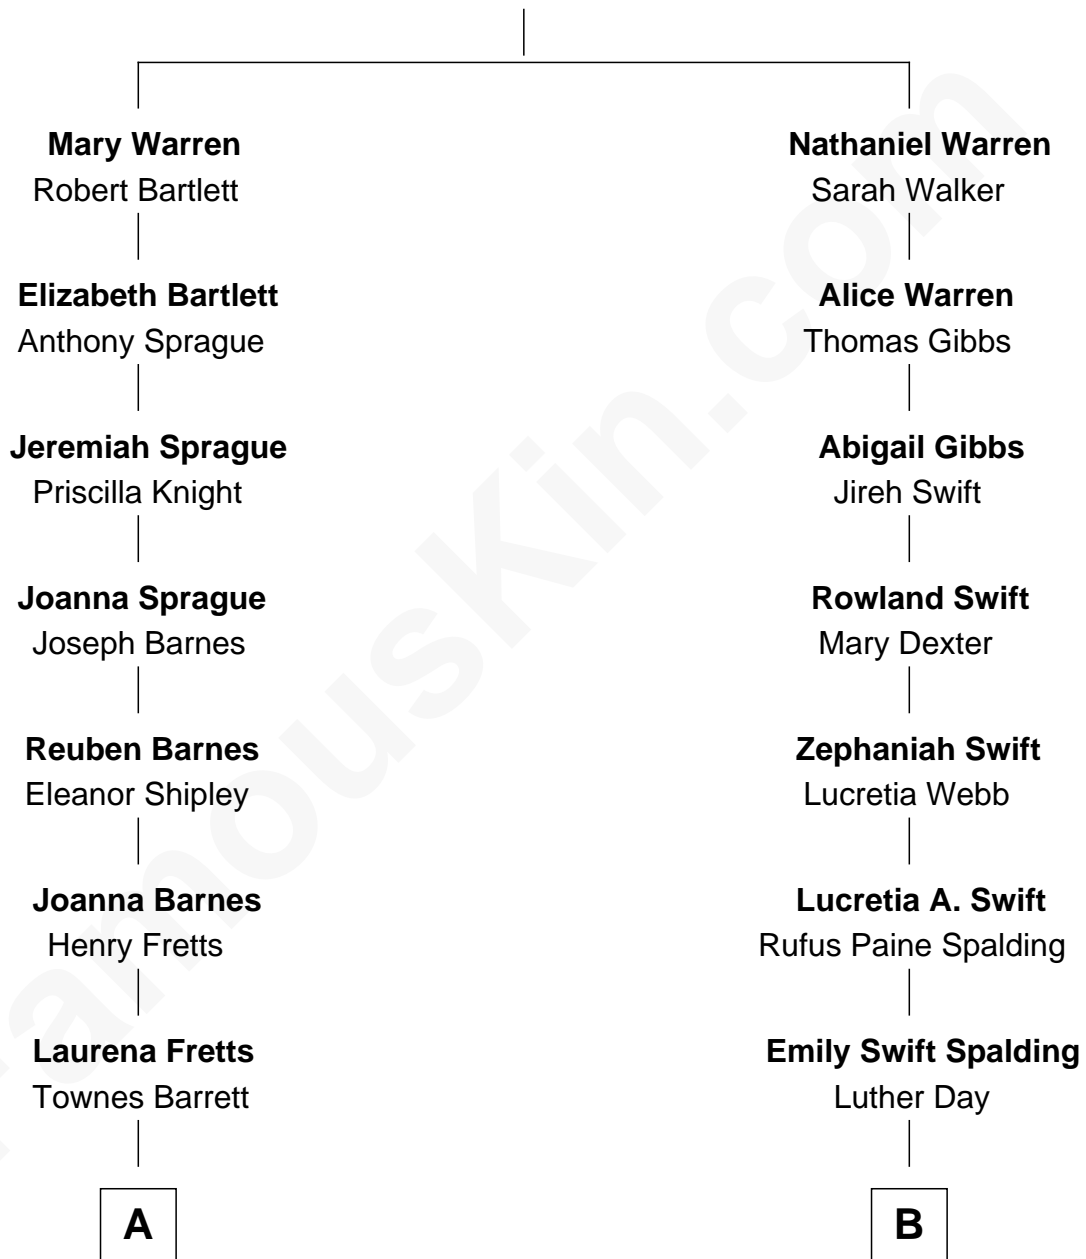 Mary Warren
Robert Bartlett
Nathaniel Warren
Sarah Walker
Elizabeth Bartlett
Anthony Sprague
Alice Warren
Thomas Gibbs
Jeremiah Sprague
Priscilla Knight
Abigail Gibbs
Jireh Swift
Joanna Sprague
Joseph Barnes
Rowland Swift
Mary Dexter
Reuben Barnes
Eleanor Shipley
Zephaniah Swift
Lucretia Webb
Joanna Barnes
Henry Fretts
Lucretia A. Swift
Rufus Paine Spalding
Laurena Fretts
Townes Barrett
Emily Swift Spalding
Luther Day
A
B
FamousKin.com